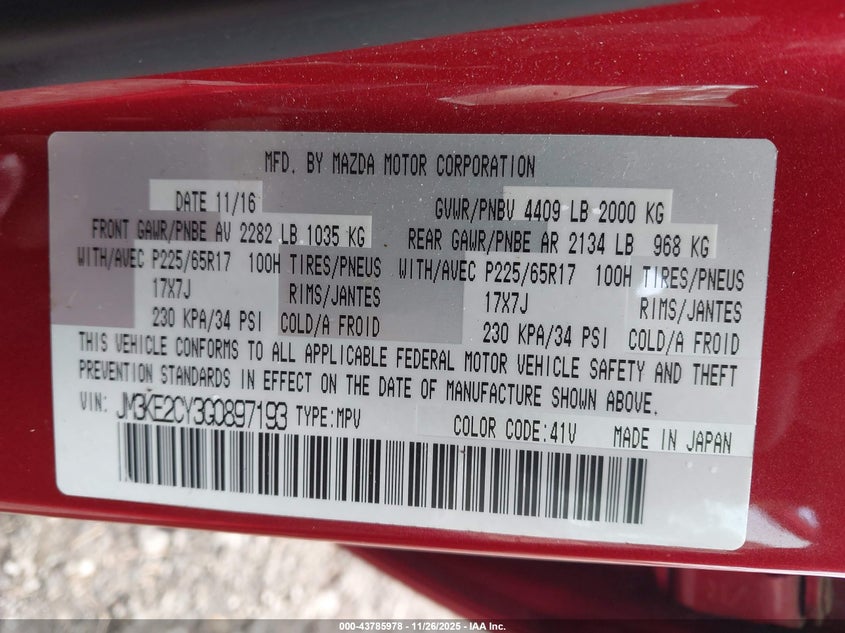 MFD. BY MAZDA MOTOR CORPORATION
DATE 11/16 GVWR/PNBV 4409 LB 2000 KG
FRONT GAWR/PNBE AV 2282 LB 1035 KG REAR GAWR/PNBE AR 2134 LB 968 KG
WITH/AVEC P225/65R17 100H TIRES/PNEUS WITH/AVEC P225/65R17 100H TIRES/PNEUS
17X7J RIMS/JANTES 17X7J RIMS/JANTES
230 KPA/34 PSI COLD/A FROID 230 KPA/34 PSI COLD/A FROID
THIS VEHICLE CONFORMS TO ALL APPLICABLE FEDERAL MOTOR VEHICLE SAFETY AND THEFT
PREVENTION STANDARDS IN EFFECT ON THE DATE OF MANUFACTURE SHOWN ABOVE.
VIN: JM3KE2CY3G0897193 TYPE:MPV COLOR CODE:41V MADE IN JAPAN
000-43785978 - 11/26/2025 - IAA Inc.